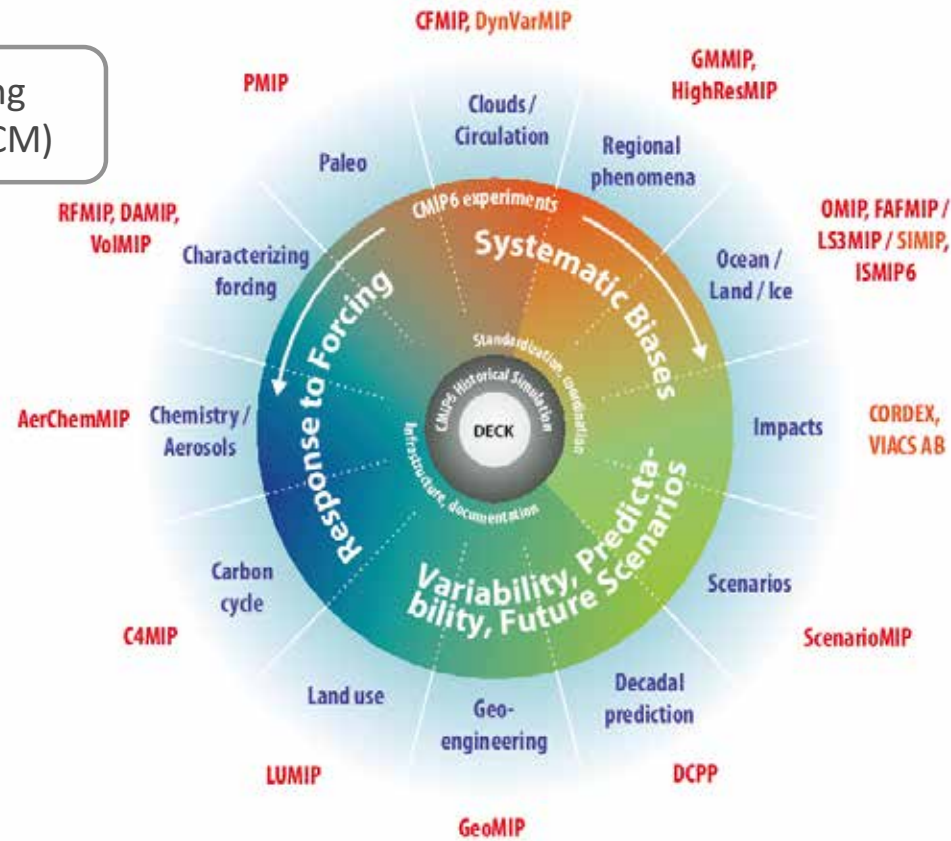 ng
CM)
CFMIP, DynVarMIP
PMIP
GMMIP,
HighResMIP
Clouds /
Circulation
Paleo
Regional
phenomena
RFMIP, DAMIP,
VolMIP
Characterizing
forcing
CMIP6 experiments
Systematic Biases
Ocean /
Land / Ice
OMIP, FAFMIP /
LS3MIP / SIMIP,
ISMIP6
Response to Forcing
Standardization, coordination
CMIP6 Historical Simulation
DECK
Infrastructure, documentation
AerChemMIP
Chemistry /
Aerosols
Impacts
CORDEX,
VIACS AB
Variability, Predicta-
bility, Future Scenarios
Carbon
cycle
Scenarios
C4MIP
ScenarioMIP
Land use
Geo-
engineering
Decadal
prediction
LUMIP
DCPP
GeoMIP